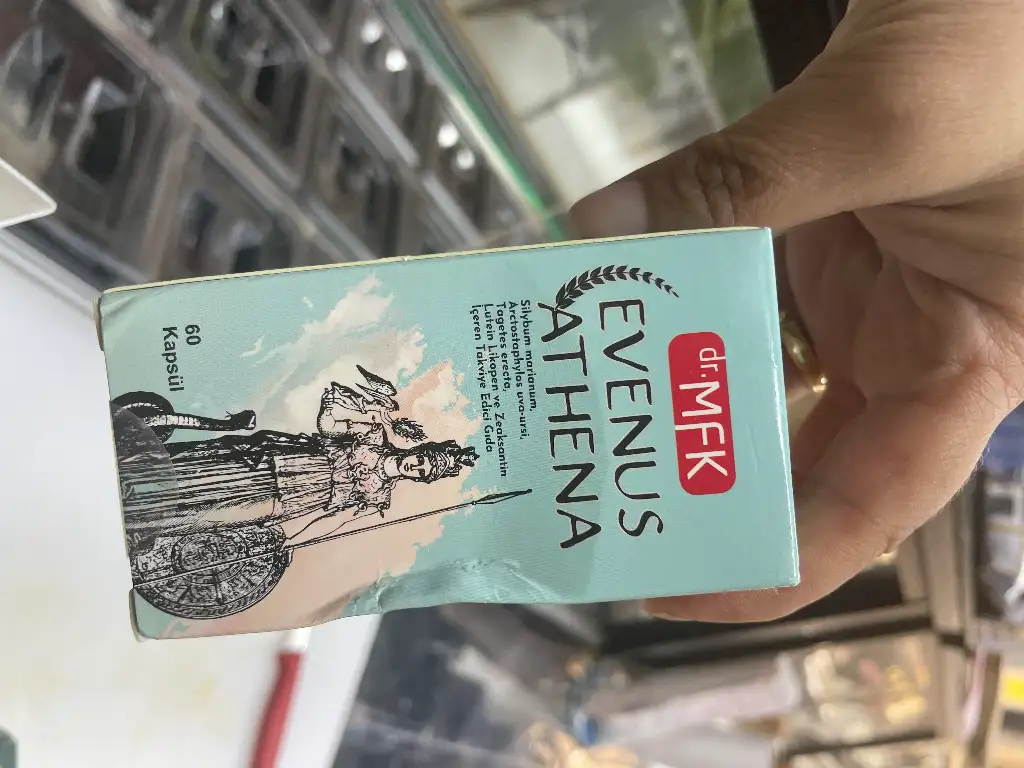 dr.MFK
EVENUS
ATHENA
Silybum marianum,
Arctostaphylos uva-ursi,
Tagetes erecta,
Lutein Likopen ve Zeaksantin
İçeren Takviye Edici Gıda
60
Kapsül